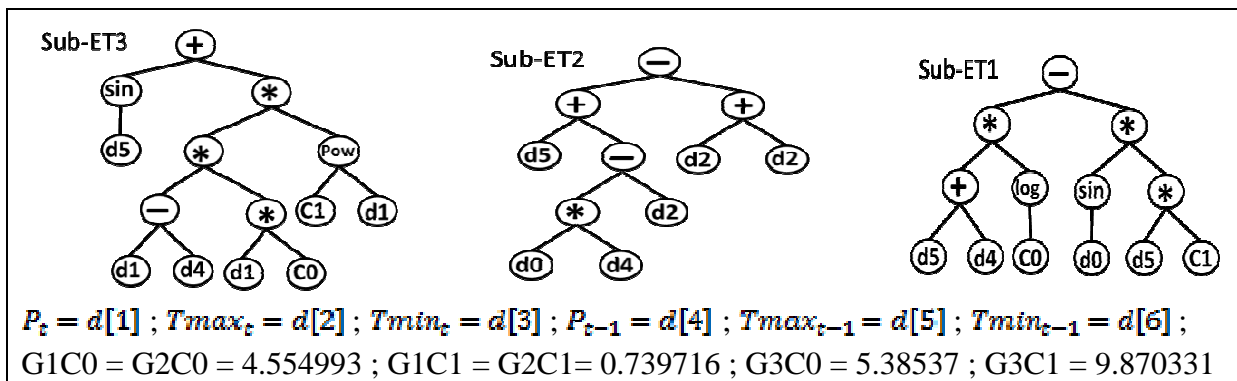 Sub-ET3 + Sub-ET2 − Sub-ET1 −
sin * + + * *
d5 * Pow d5 − d2 d2 + log sin *
− * C1 d1 * d2 d5 d4 C0 d0 d5 C1
d1 d4 d1 C0 d0 d4
P_t = d[1] ; Tmax_t = d[2] ; Tmin_t = d[3] ; P_{t−1} = d[4] ; Tmax_{t−1} = d[5] ; Tmin_{t−1} = d[6] ;
G1C0 = G2C0 = 4.554993 ; G1C1 = G2C1= 0.739716 ; G3C0 = 5.38537 ; G3C1 = 9.870331